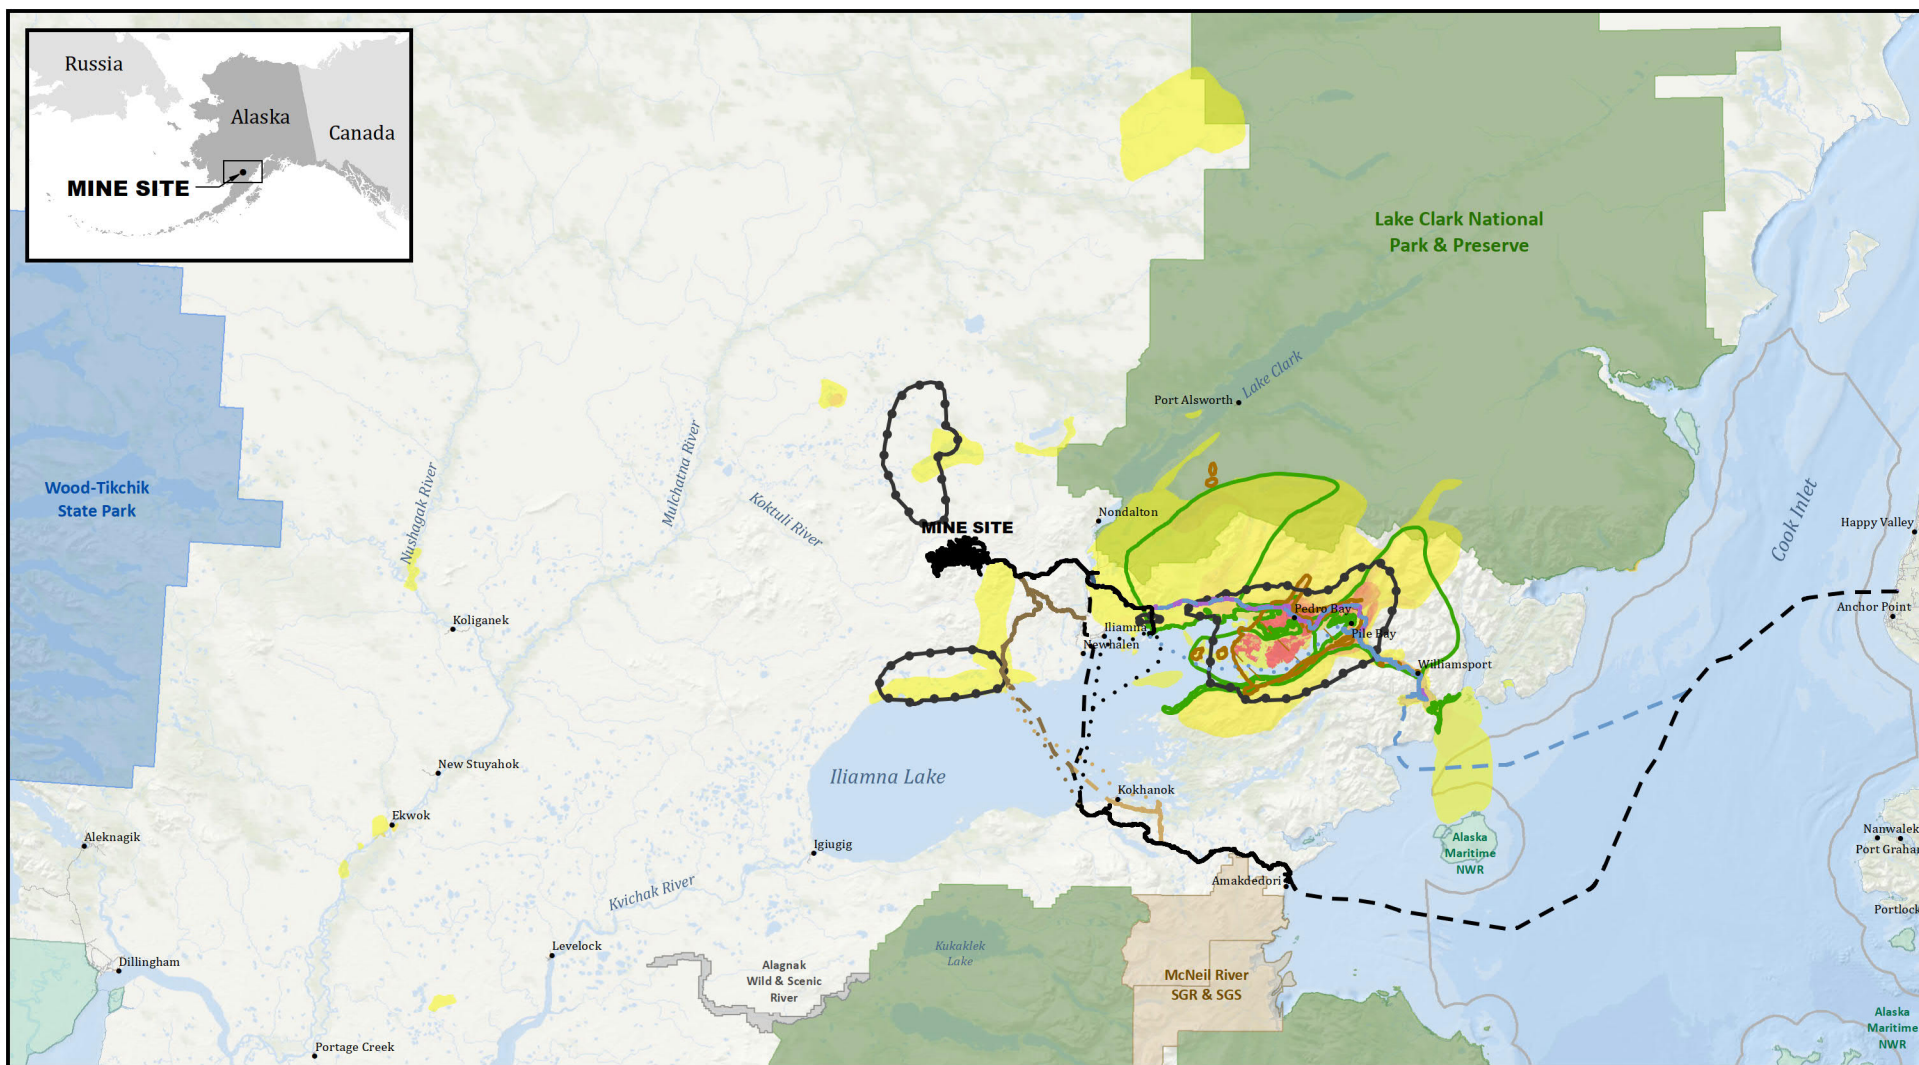 Russia
Alaska
Canada
MINE SITE
Lake Clark National
Park & Preserve
Wood-Tikchik
State Park
Nushagak River
Mulchatna River
Koktuli River
Lake Clark
Port Alsworth
Cook Inlet
Happy Valley
Nondalton
MINE SITE
Anchor Point
Koliganek
Iliamna
Newhalen
Pedro Bay
Pile Bay
Williamsport
New Stuyahok
Iliamna Lake
Kokhanok
Ekwok
Aleknagik
Igiugig
Alaska
Maritime
NWR
Nanwalek
Port Graham
Amakdedori
Kvichak River
Portlock
Levelock
Kukaklek
Lake
Dillingham
Alagnak
Wild & Scenic
River
McNeil River
SGR & SGS
Alaska
Maritime
NWR
Portage Creek